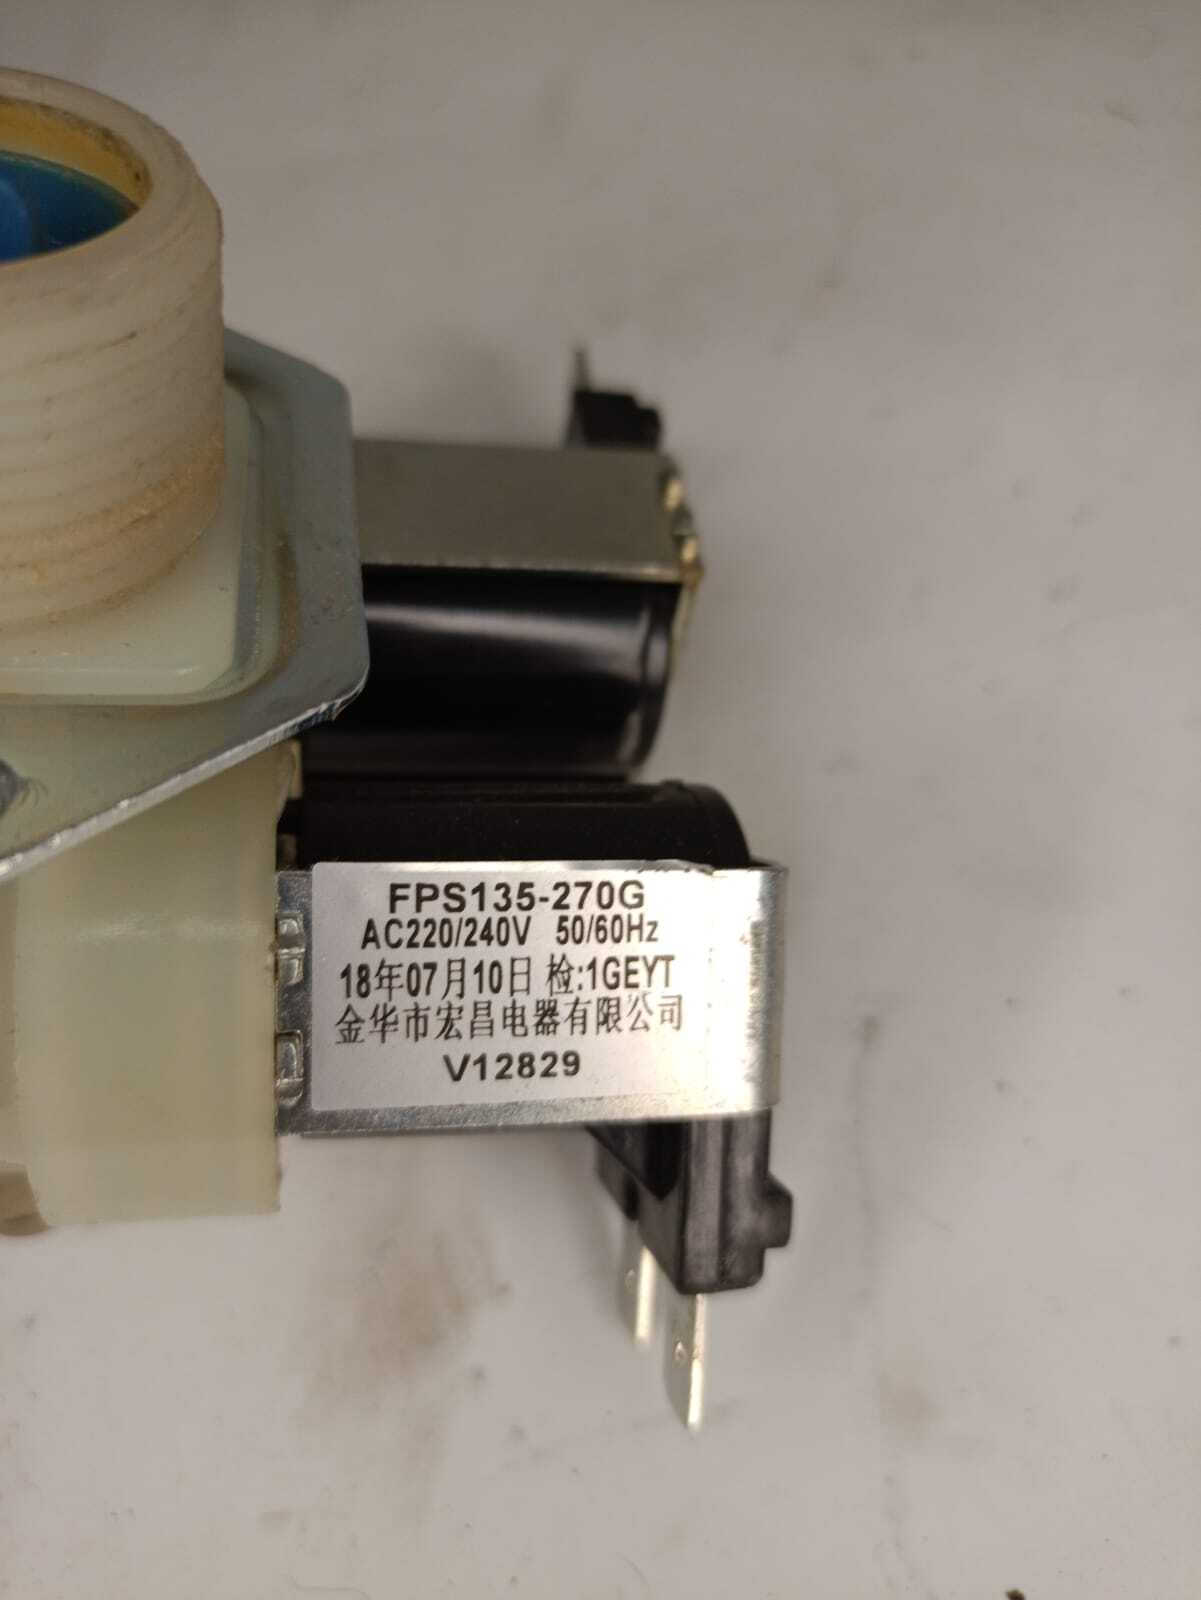 FPS135-270G
AC220/240V 50/60Hz
18年07月10日 检:1GEYT
金华市宏昌电器有限公司
V12829